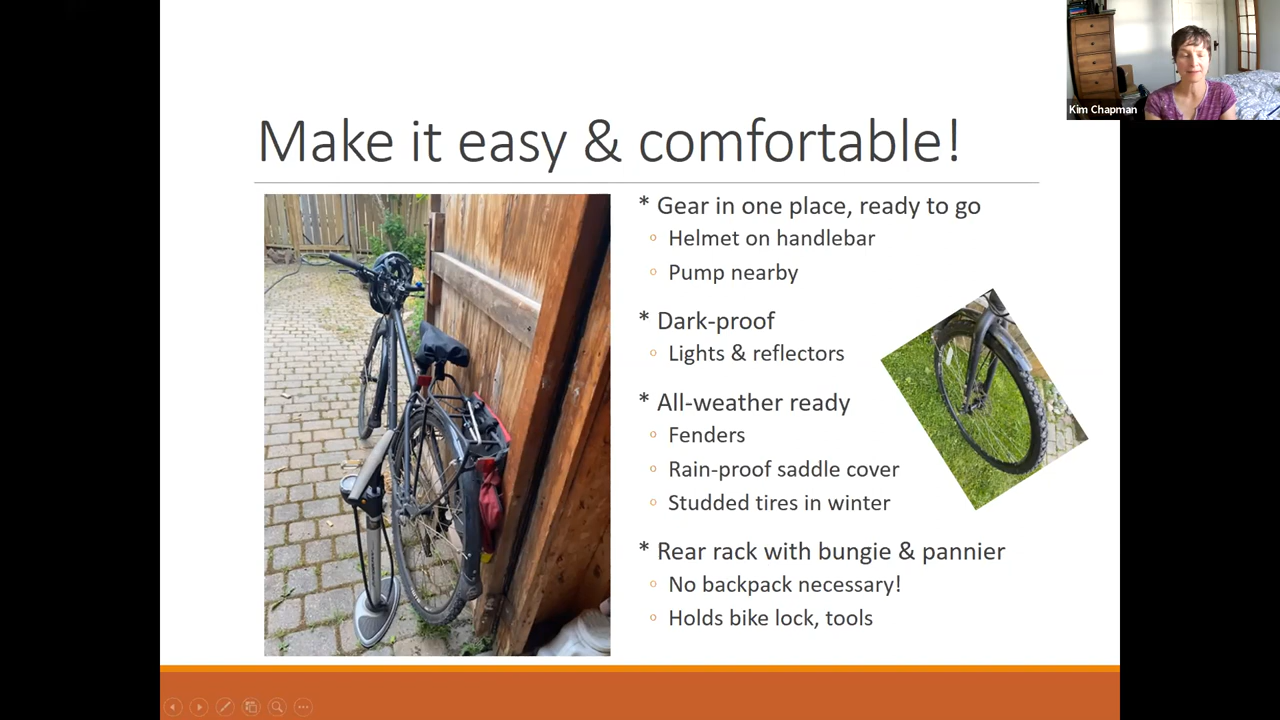 Kim Chapman
Make it easy & comfortable!
* Gear in one place, ready to go
◦ Helmet on handlebar
◦ Pump nearby
* Dark-proof
◦ Lights & reflectors
* All-weather ready
◦ Fenders
◦ Rain-proof saddle cover
◦ Studded tires in winter
* Rear rack with bungie & pannier
◦ No backpack necessary!
◦ Holds bike lock, tools